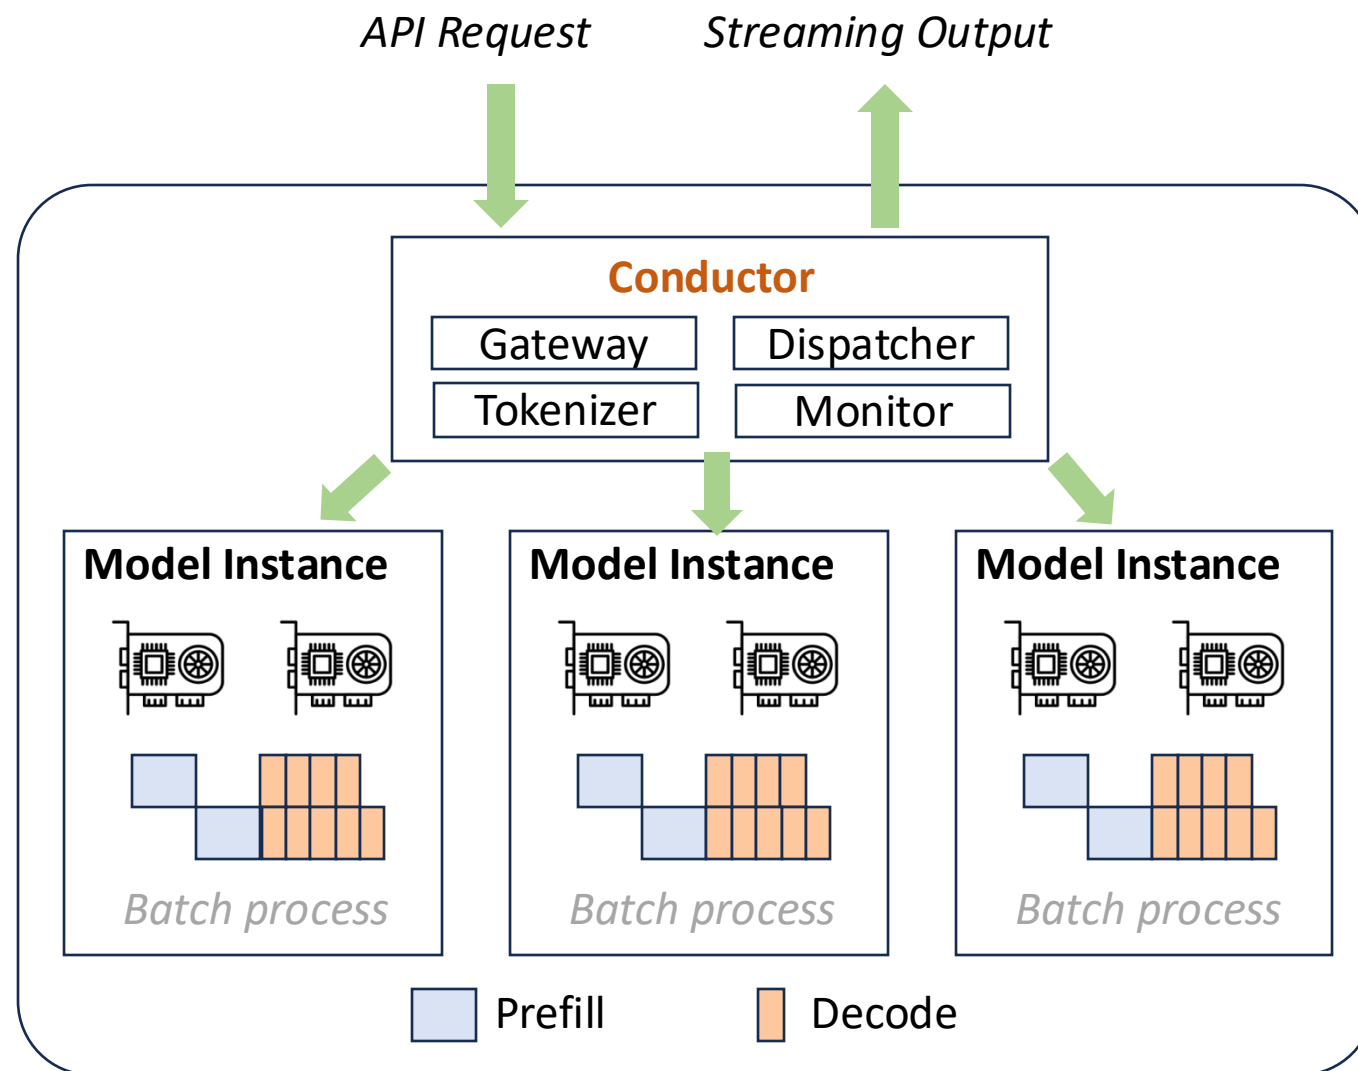 API Request
Streaming Output
Conductor
Gateway
Dispatcher
Tokenizer
Monitor
Model Instance
Model Instance
Model Instance
Batch process
Batch process
Batch process
Prefill
Decode